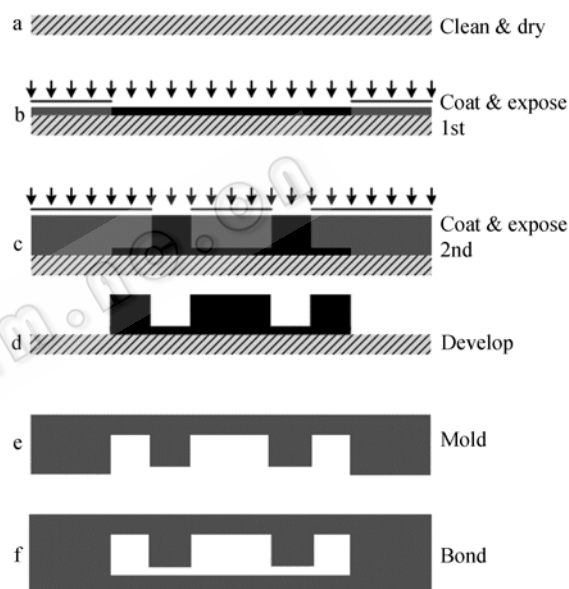 a
Clean & dry
b
Coat & expose
1st
c
Coat & expose
2nd
d
Develop
e
Mold
f
Bond